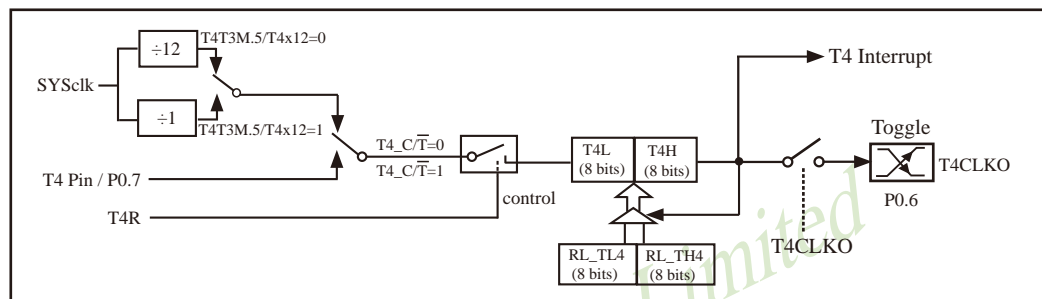 ÷12
T4T3M.5/T4x12=0
SYSclk
÷1
T4T3M.5/T4x12=1
T4 Interrupt
Toggle
T4_C/T̅=0
T4_C/T̅=1
T4L
(8 bits)
T4H
(8 bits)
T4CLKO
P0.6
T4 Pin / P0.7
control
T4R
T4CLKO
RL_TL4
(8 bits)
RL_TH4
(8 bits)
Limited